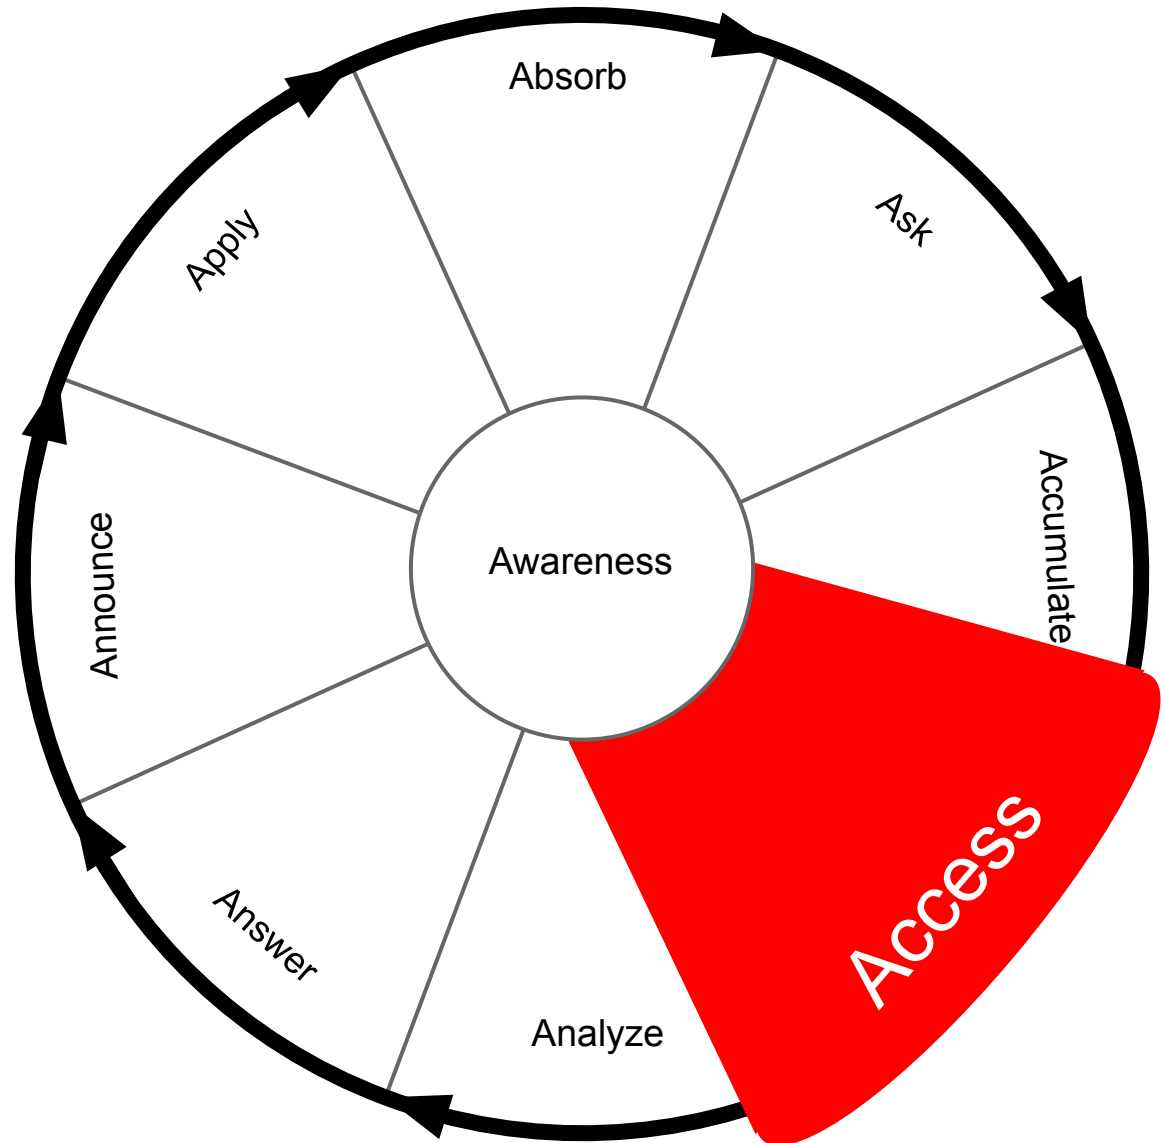 Absorb
Ask
Accumulate
Access
Analyze
Answer
Announce
Apply
Awareness